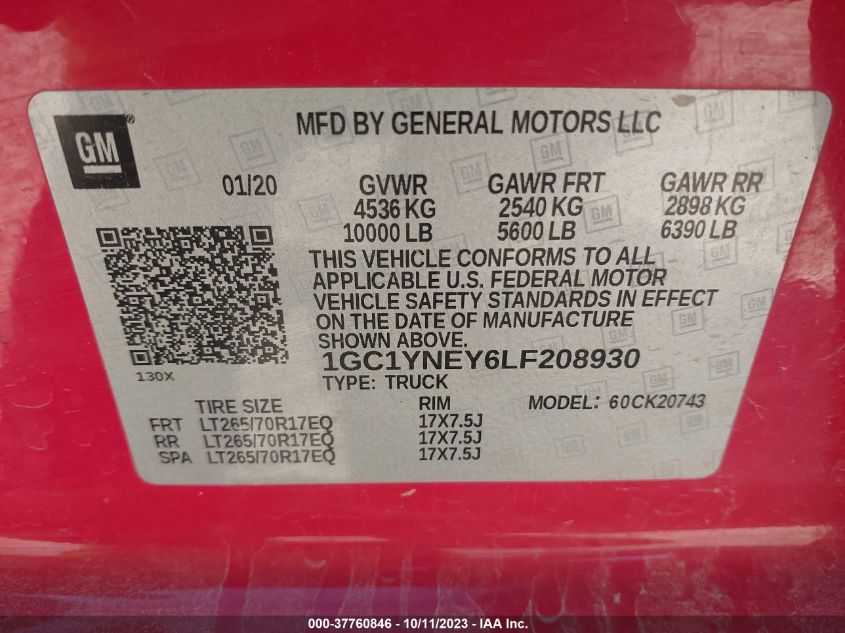 GM
MFD BY GENERAL MOTORS LLC
01/20 GVWR GAWR FRT GAWR RR
4536 KG 2540 KG 2898 KG
10000 LB 5600 LB 6390 LB
THIS VEHICLE CONFORMS TO ALL
APPLICABLE U.S. FEDERAL MOTOR
VEHICLE SAFETY STANDARDS IN EFFECT
ON THE DATE OF MANUFACTURE
SHOWN ABOVE.
1GC1YNEY6LF208930
130X
TYPE: TRUCK
TIRE SIZE RIM MODEL: 60CK20743
FRT LT265/70R17EQ 17X7.5J
RR LT265/70R17EQ 17X7.5J
SPA LT265/70R17EQ 17X7.5J
000-37760846 - 10/11/2023 - IAA Inc.